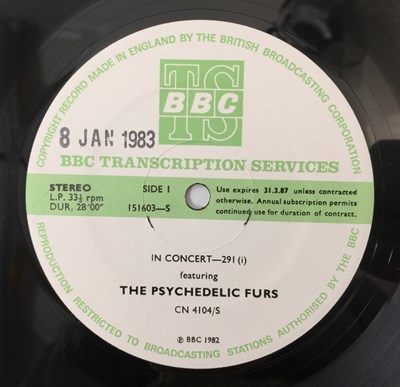 COPYRIGHT RECORD MADE IN ENGLAND BY THE BRITISH BROADCASTING CORPORATION
TS
BBC
8 JAN 1983
BBC TRANSCRIPTION SERVICES
STEREO
L.P. 33⅓ rpm
DUR, 28'00"
SIDE I
151603—S
Use expires 31.3.87 unless contracted
otherwise. Annual subscription permits
continued use for duration of contract.
IN CONCERT—291 (i)
featuring
THE PSYCHEDELIC FURS
CN 4104/S
℗ BBC 1982
REPRODUCTION RESTRICTED TO BROADCASTING STATIONS AUTHORISED BY THE BBC